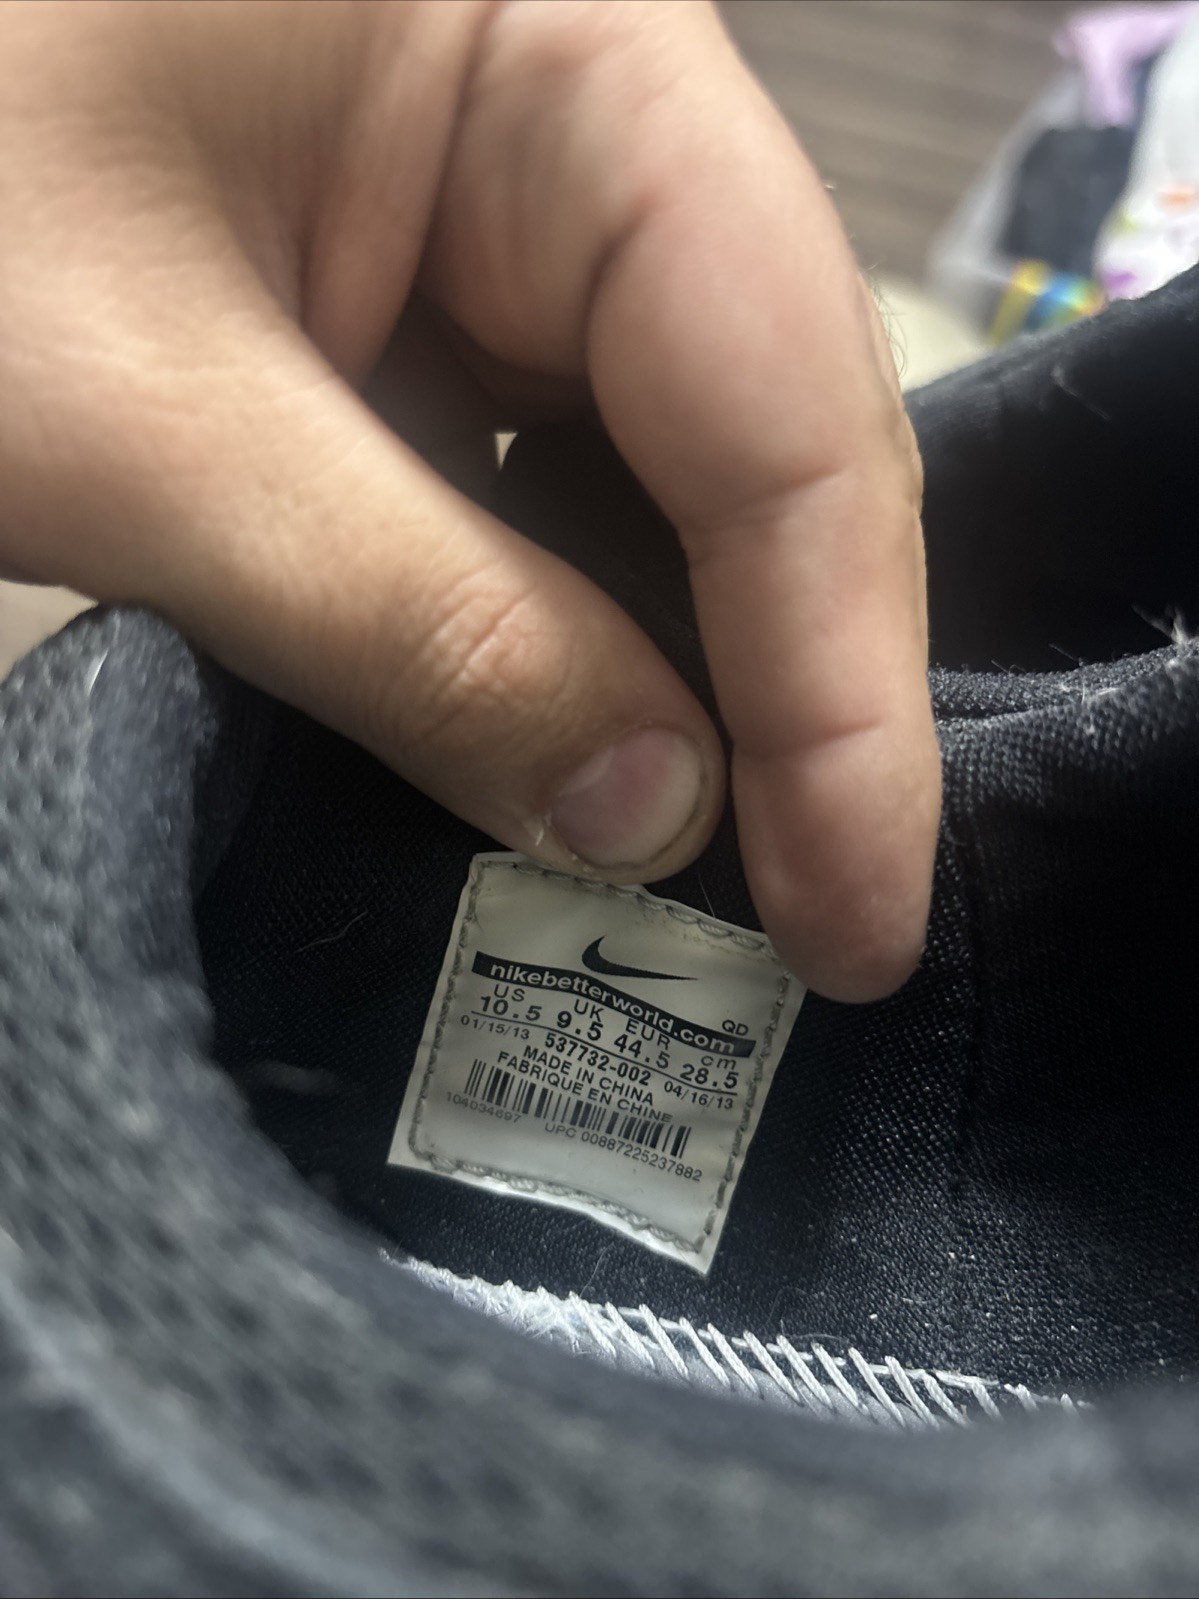 nikebetterworld.com
QD
US UK EUR cm
10.5 9.5 44.5 28.5
01/15/13 537732-002 04/16/13
MADE IN CHINA
FABRIQUE EN CHINE
104034697 UPC 00887225237882